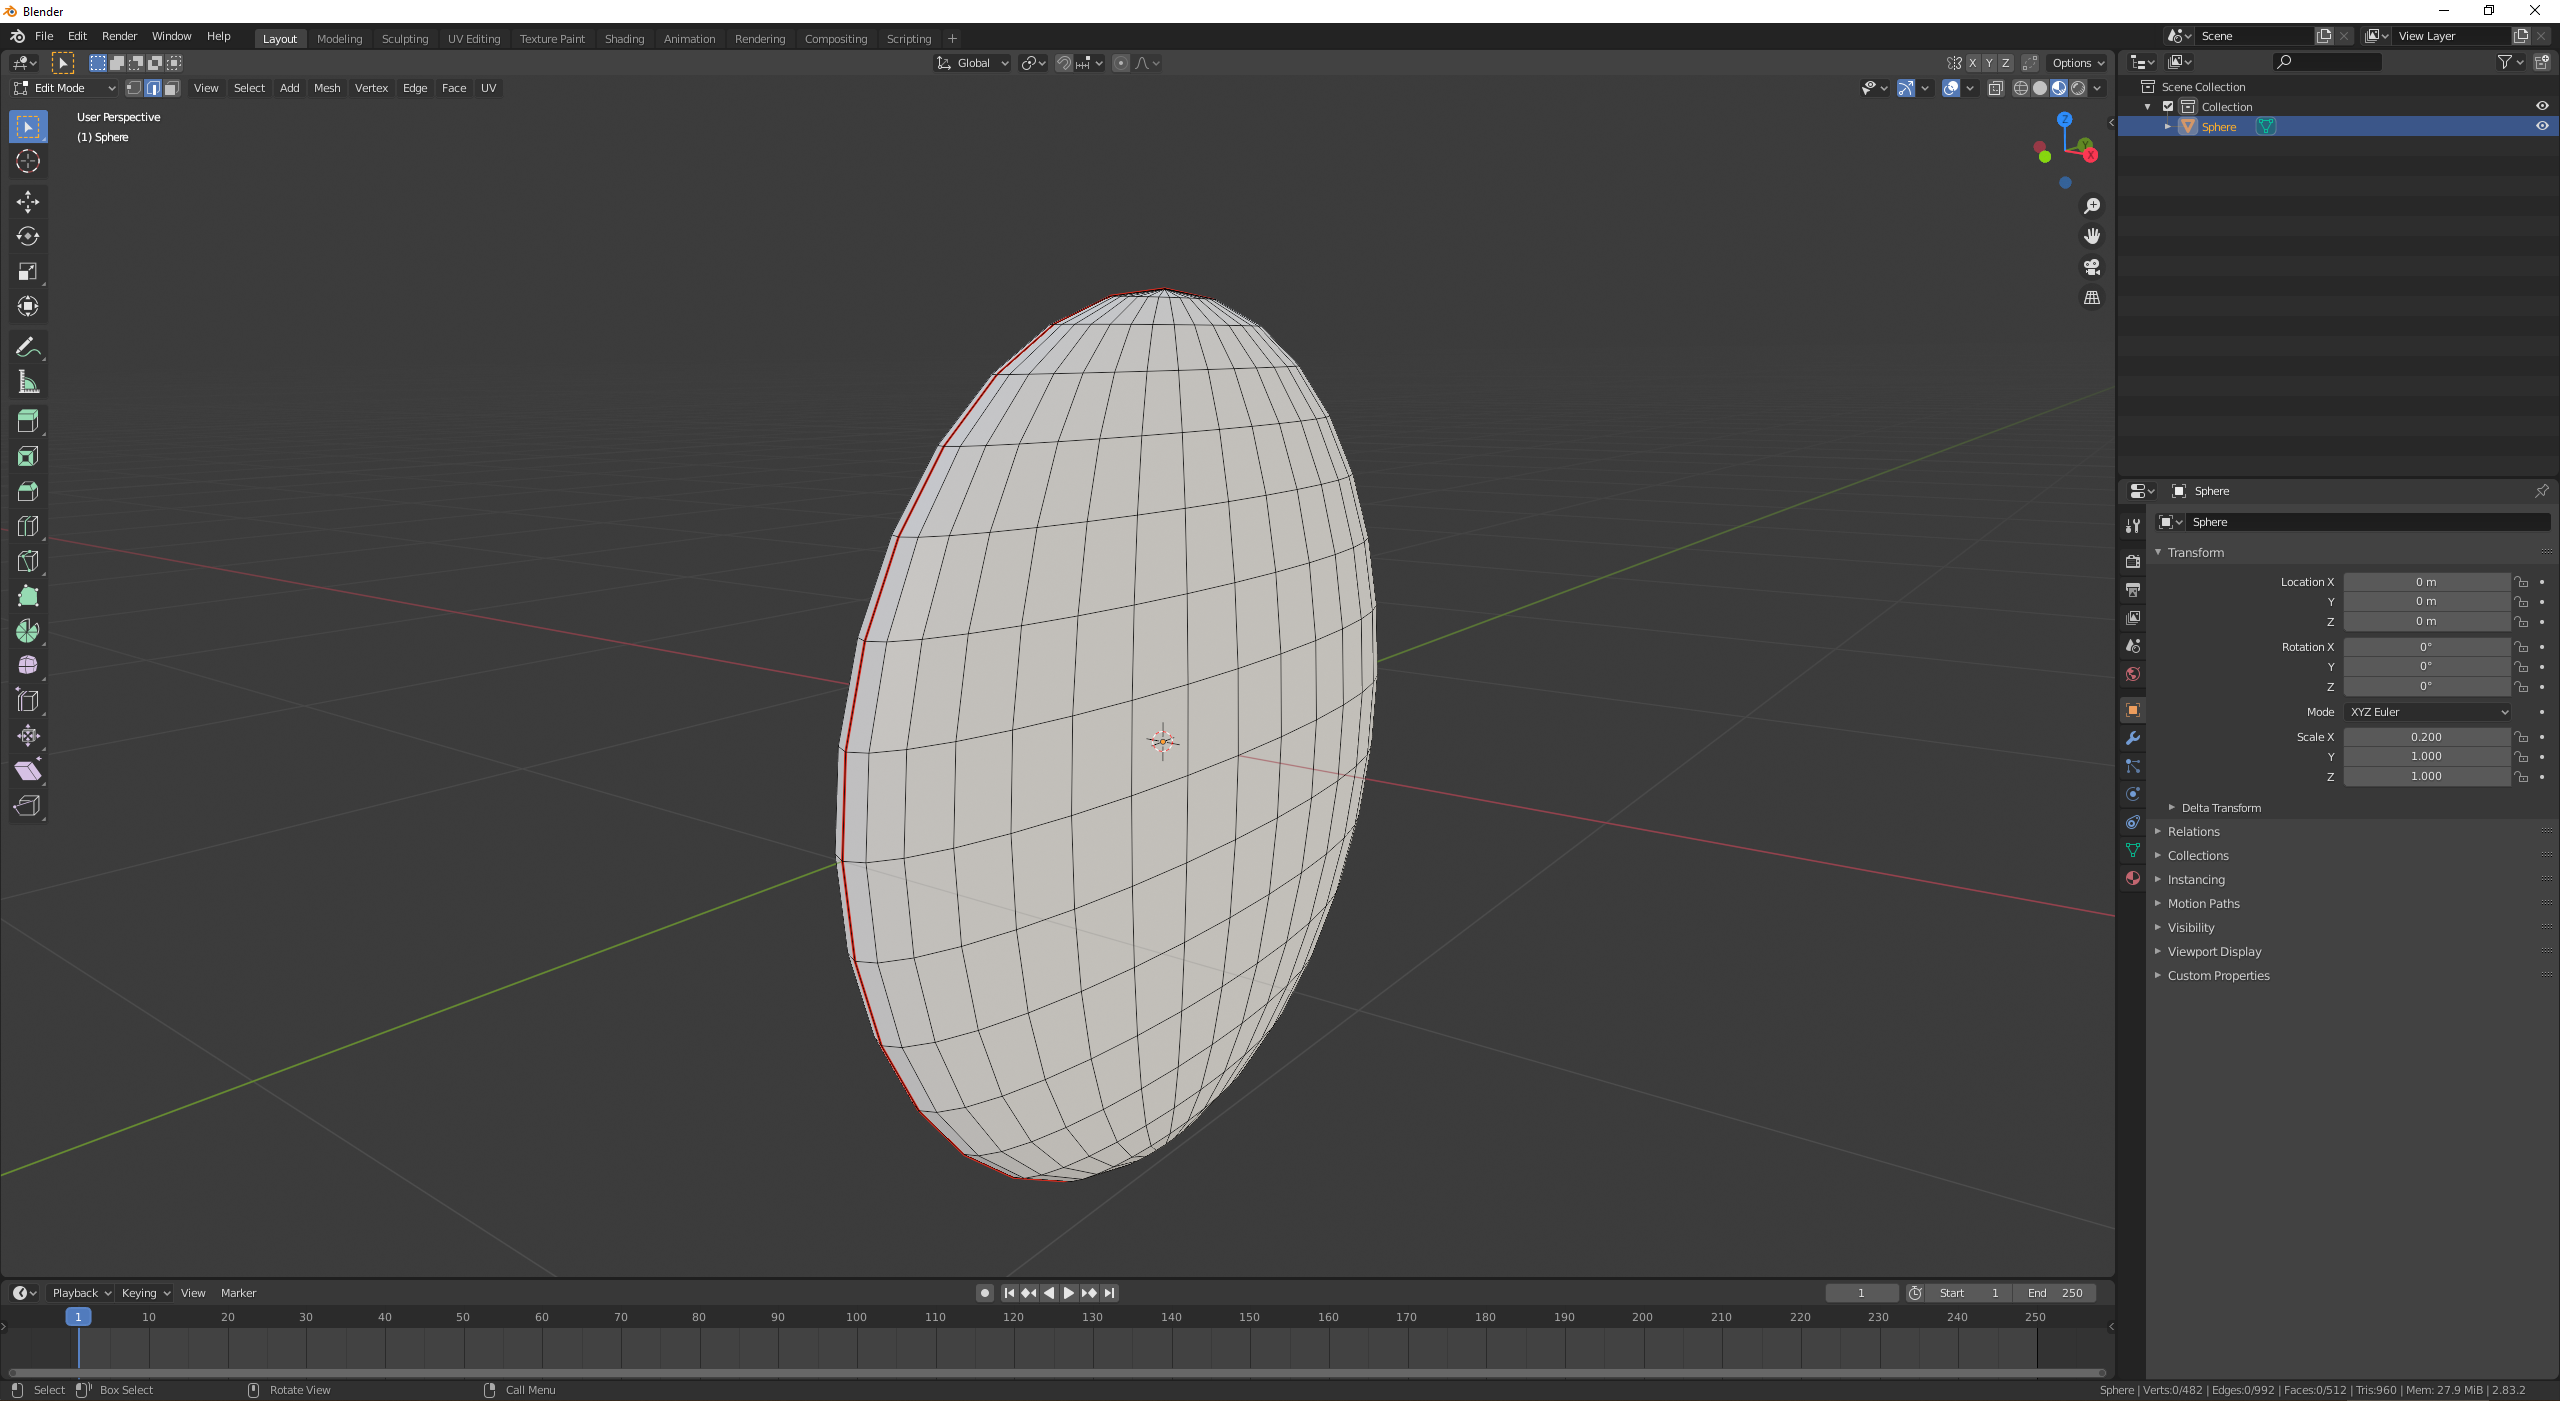 Blender
File Edit Render Window Help Layout Modeling Sculpting UV Editing Texture Paint Shading Animation Rendering Compositing Scripting + Scene View Layer
Global X Y Z Options
Edit Mode View Select Add Mesh Vertex Edge Face UV
User Perspective
(1) Sphere
Z
Y
X
Scene Collection
Collection
Sphere
Sphere
Sphere
Transform
Location X 0 m
Y 0 m
Z 0 m
Rotation X 0°
Y 0°
Z 0°
Mode XYZ Euler
Scale X 0.200
Y 1.000
Z 1.000
Delta Transform
Relations
Collections
Instancing
Motion Paths
Visibility
Viewport Display
Custom Properties
Playback Keying View Marker 1 Start 1 End 250
1 10 20 30 40 50 60 70 80 90 100 110 120 130 140 150 160 170 180 190 200 210 220 230 240 250
Select Box Select Rotate View Call Menu Sphere | Verts:0/482 | Edges:0/992 | Faces:0/512 | Tris:960 | Mem: 27.9 MiB | 2.83.2